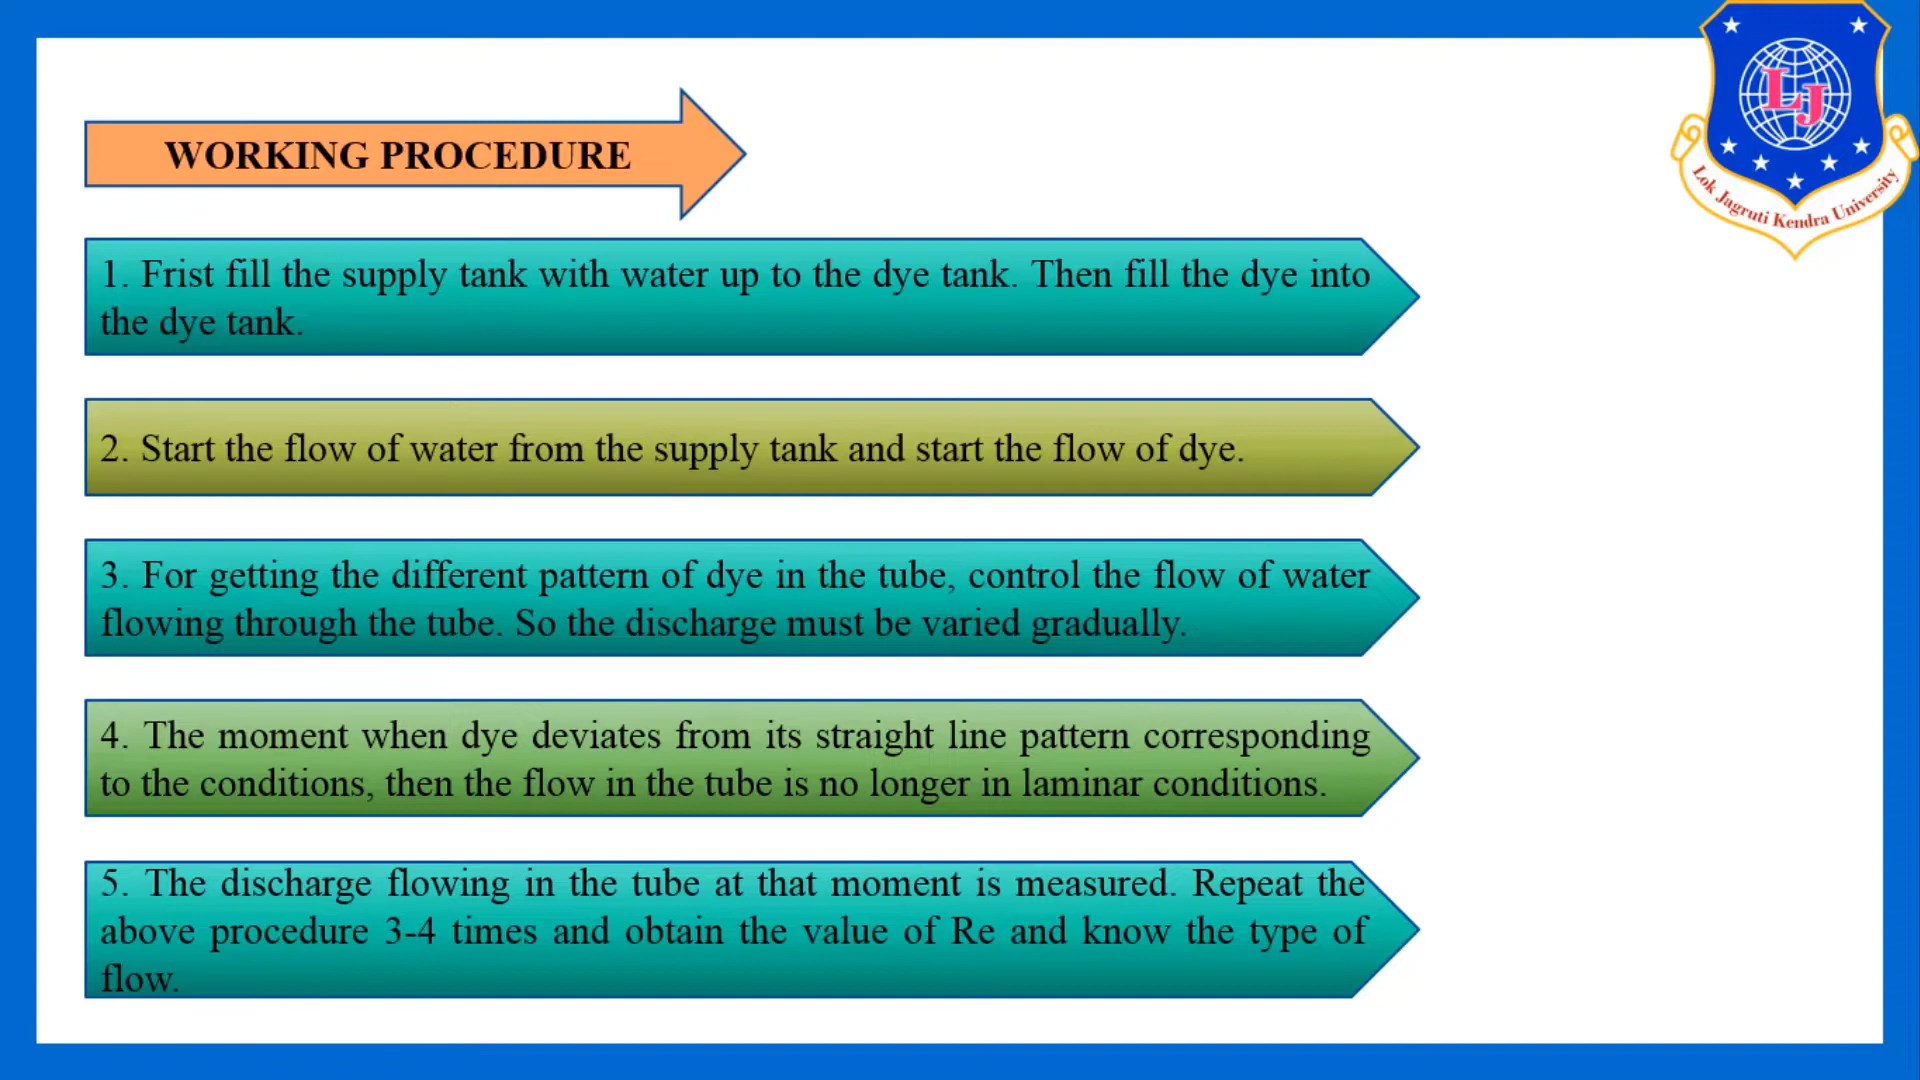 LJ
Lok Jagruti Kendra University
WORKING PROCEDURE
1. Frist fill the supply tank with water up to the dye tank. Then fill the dye into
the dye tank.
2. Start the flow of water from the supply tank and start the flow of dye.
3. For getting the different pattern of dye in the tube, control the flow of water
flowing through the tube. So the discharge must be varied gradually.
4. The moment when dye deviates from its straight line pattern corresponding
to the conditions, then the flow in the tube is no longer in laminar conditions.
5. The discharge flowing in the tube at that moment is measured. Repeat the
above procedure 3-4 times and obtain the value of Re and know the type of
flow.